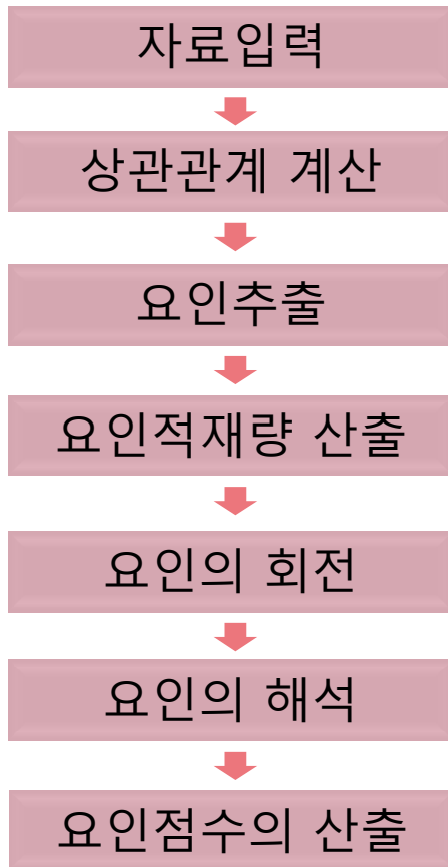 자료입력
상관관계 계산
요인추출
요인적재량 산출
요인의 회전
요인의 해석
요인점수의 산출